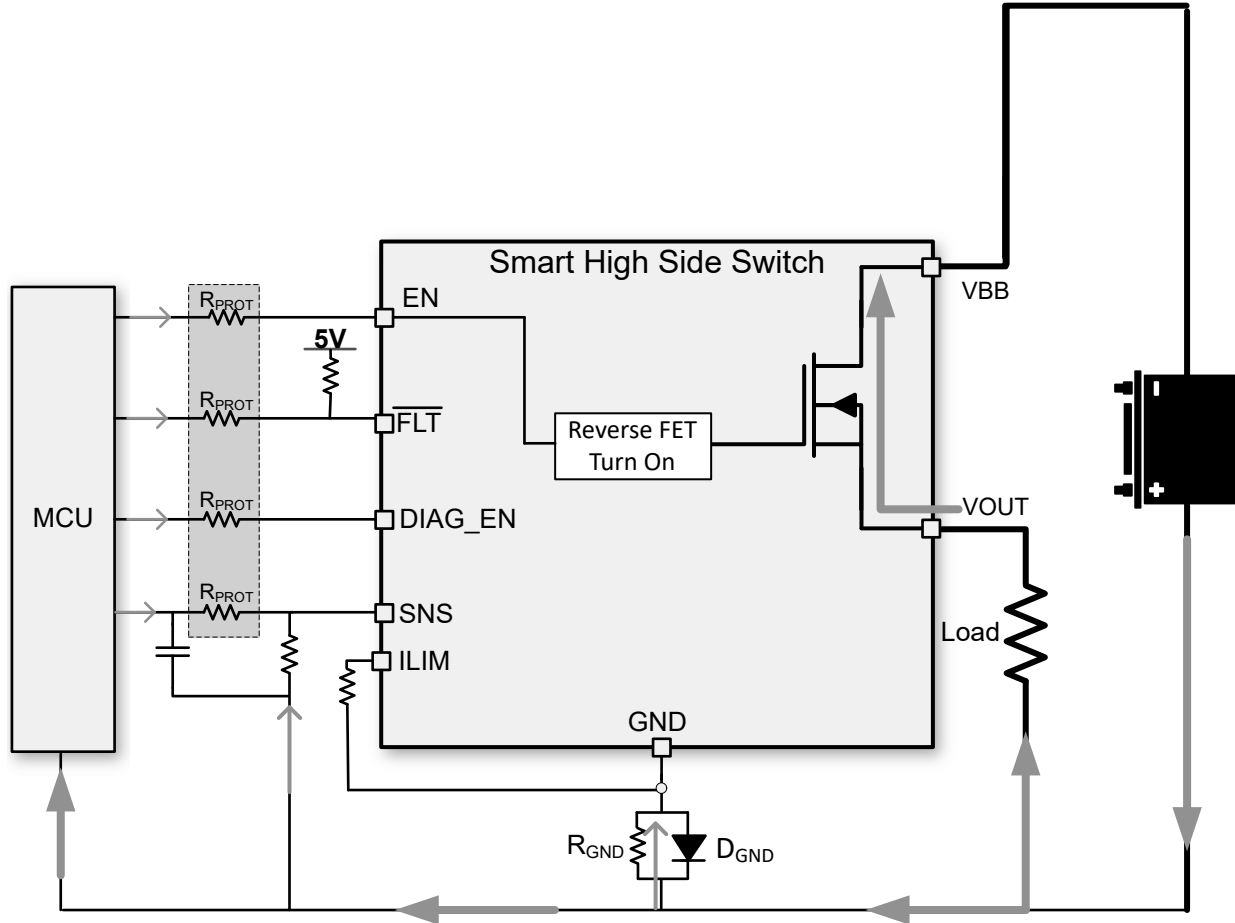 Smart High Side Switch
VBB
R_PROT
EN
5V
R_PROT
F̅L̅T̅
Reverse FET
Turn On
-
+
MCU
R_PROT
DIAG_EN
VOUT
R_PROT
SNS
Load
ILIM
GND
R_GND
D_GND